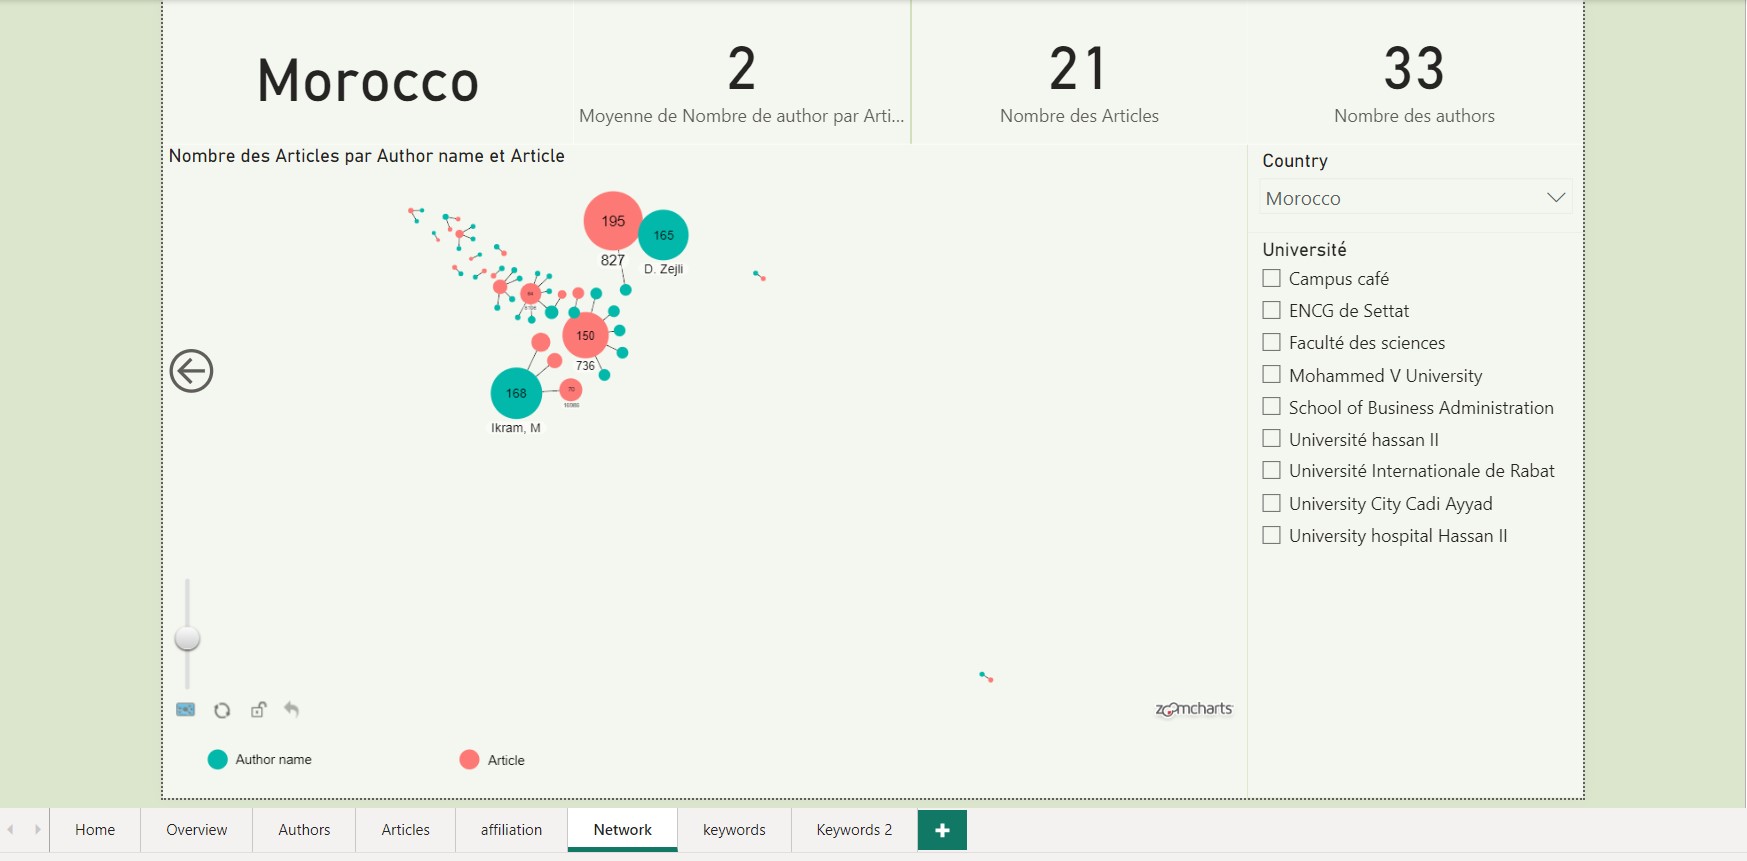 Morocco
2
Moyenne de Nombre de author par Arti...
21
Nombre des Articles
33
Nombre des authors
Nombre des Articles par Author name et Article
195
827
165
D. Zejli
150
736
168
Ikram, M
70
zoomcharts
Author name
Article
Country
Morocco
Université
Campus café
ENCG de Settat
Faculté des sciences
Mohammed V University
School of Business Administration
Université hassan II
Université Internationale de Rabat
University City Cadi Ayyad
University hospital Hassan II
Home
Overview
Authors
Articles
affiliation
Network
keywords
Keywords 2